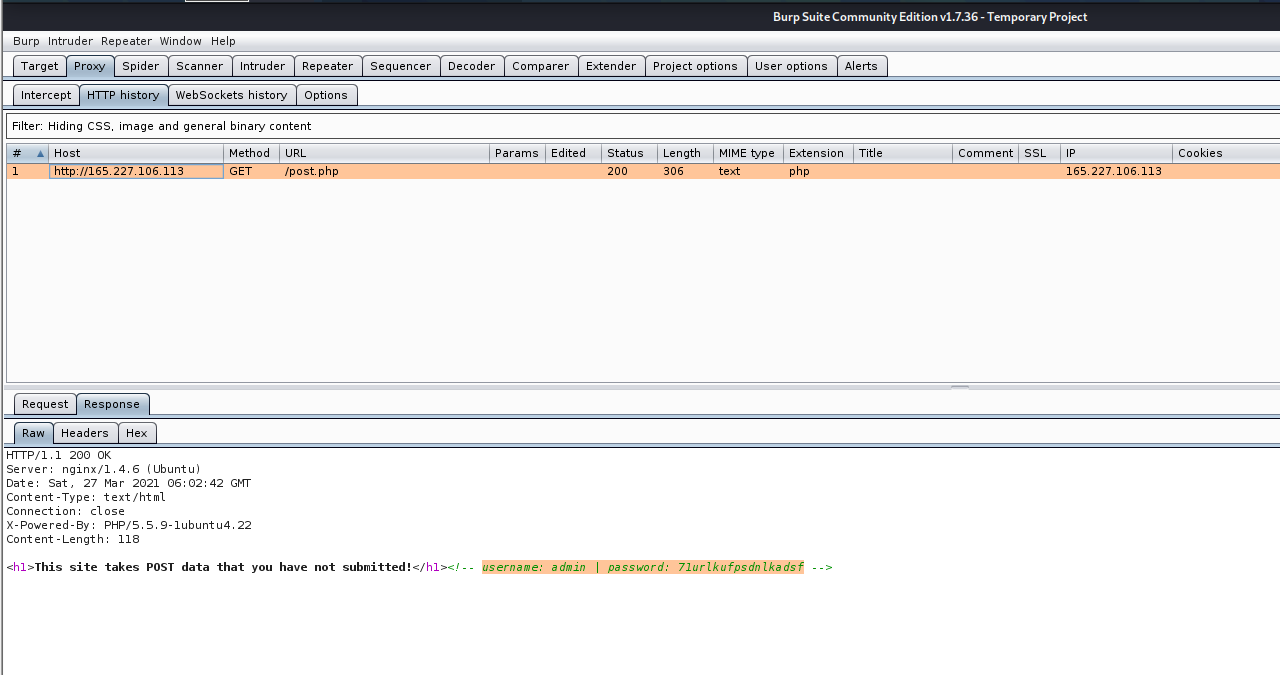 Burp Suite Community Edition v1.7.36 - Temporary Project
Burp Intruder Repeater Window Help
Target Proxy Spider Scanner Intruder Repeater Sequencer Decoder Comparer Extender Project options User options Alerts
Intercept HTTP history WebSockets history Options
Filter: Hiding CSS, image and general binary content
# Host Method URL Params Edited Status Length MIME type Extension Title Comment SSL IP Cookies
1 http://165.227.106.113 GET /post.php 200 306 text php 165.227.106.113
Request Response
Raw Headers Hex
HTTP/1.1 200 OK
Server: nginx/1.4.6 (Ubuntu)
Date: Sat, 27 Mar 2021 06:02:42 GMT
Content-Type: text/html
Connection: close
X-Powered-By: PHP/5.5.9-1ubuntu4.22
Content-Length: 118
<h1>This site takes POST data that you have not submitted!</h1><!-- username: admin | password: 71urlkufpsdnlkadsf -->